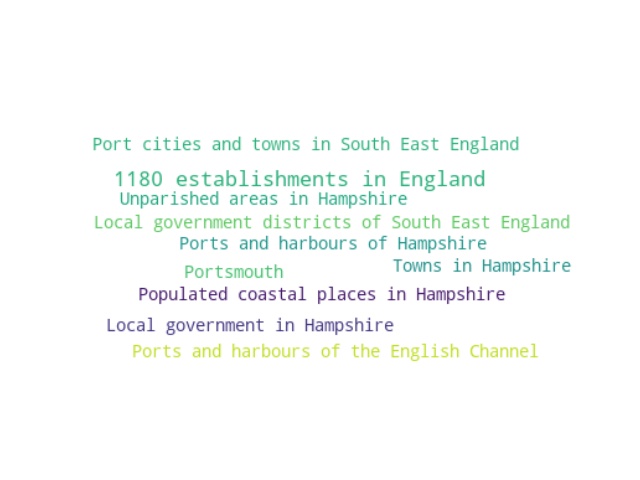 Port cities and towns in South East England
1180 establishments in England
Unparished areas in Hampshire
Local government districts of South East England
Ports and harbours of Hampshire
Towns in Hampshire
Portsmouth
Populated coastal places in Hampshire
Local government in Hampshire
Ports and harbours of the English Channel